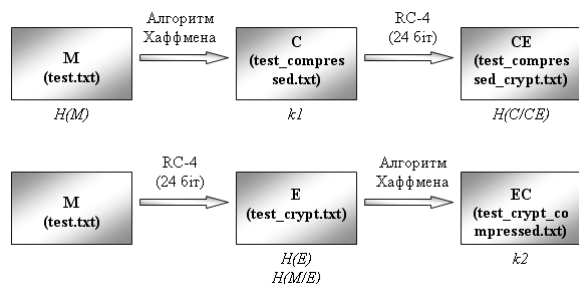 Алгоритм
Хаффмена
RC-4
(24 біт)
M
(test.txt)
C
(test_compres
sed.txt)
CE
(test_compres
sed_crypt.txt)
H(M)
k1
H(C/CE)
RC-4
(24 біт)
Алгоритм
Хаффмена
M
(test.txt)
E
(test_crypt.txt)
EC
(test_crypt_co
mpressed.txt)
H(E)
H(M/E)
k2